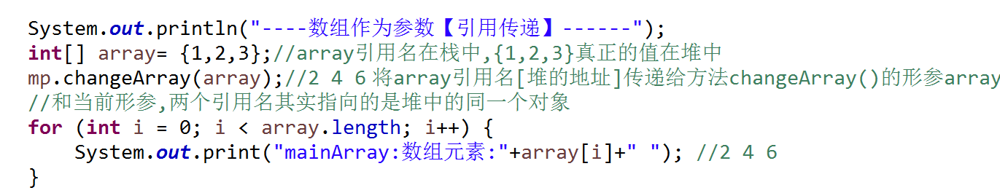 System.out.println("----数组作为参数【引用传递】------");
int[] array= {1,2,3};//array引用名在栈中,{1,2,3}真正的值在堆中
mp.changeArray(array);//2 4 6 将array引用名[堆的地址]传递给方法changeArray()的形参array
//和当前形参,两个引用名其实指向的是堆中的同一个对象
for (int i = 0; i < array.length; i++) {
    System.out.print("mainArray:数组元素:"+array[i]+" "); //2 4 6
}